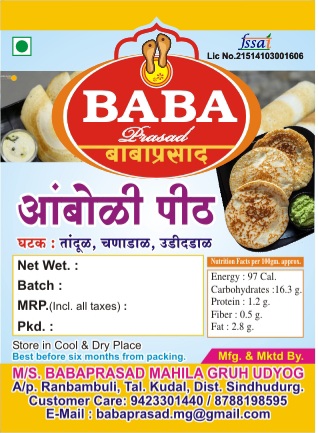 fssai
Lic No.21514103001606
BABA
Prasad
बाबाप्रसाद
आंबोळी पीठ
घटक : तांदूळ, चणाडाळ, उडीदडाळ
Net Wet. :
Batch :
MRP.(Incl. all taxes) :
Pkd. :
Nutrition Facts per 100gm. approx.
Energy : 97 Cal.
Carbohydrates :16.3 g.
Protein : 1.2 g.
Fiber : 0.5 g.
Fat : 2.8 g.
Store in Cool & Dry Place
Best before six months from packing.
Mfg. & Mktd By.
M/S. BABAPRASAD MAHILA GRUH UDYOG
A/p. Ranbambuli, Tal. Kudal, Dist. Sindhudurg.
Customer Care: 9423301440 / 8788198595
E-Mail : babaprasad.mg@gmail.com